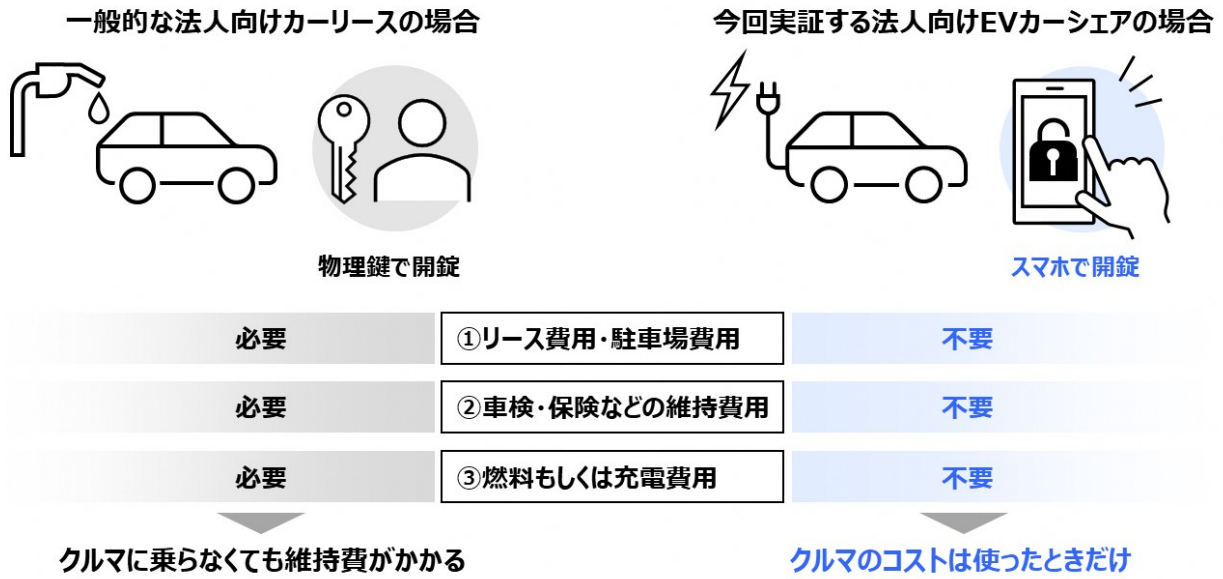 一般的な法人向けカーリースの場合
今回実証する法人向けEVカーシェアの場合
物理鍵で開錠
スマホで開錠
必要
①リース費用・駐車場費用
不要
必要
②車検・保険などの維持費用
不要
必要
③燃料もしくは充電費用
不要
クルマに乗らなくても維持費がかかる
クルマのコストは使ったときだけ